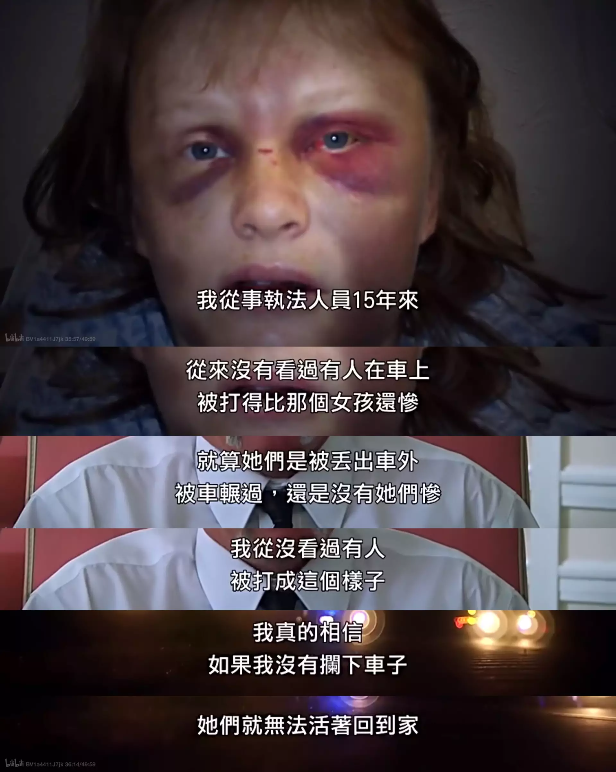 我從事執法人員15年來
從來沒有看過有人在車上
被打得比那個女孩還慘
就算她們是被丟出車外
被車輾過，還是沒有她們慘
我從沒看過有人
被打成這個樣子
我真的相信
如果我沒有攔下車子
她們就無法活著回到家